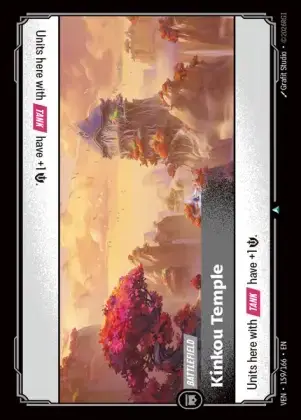 Units here with TANK have +1.
BATTLEFIELD
Kinkou Temple
Units here with TANK have +1.
VEN • 159/166 • EN
Grafit Studio • ©2026RGI